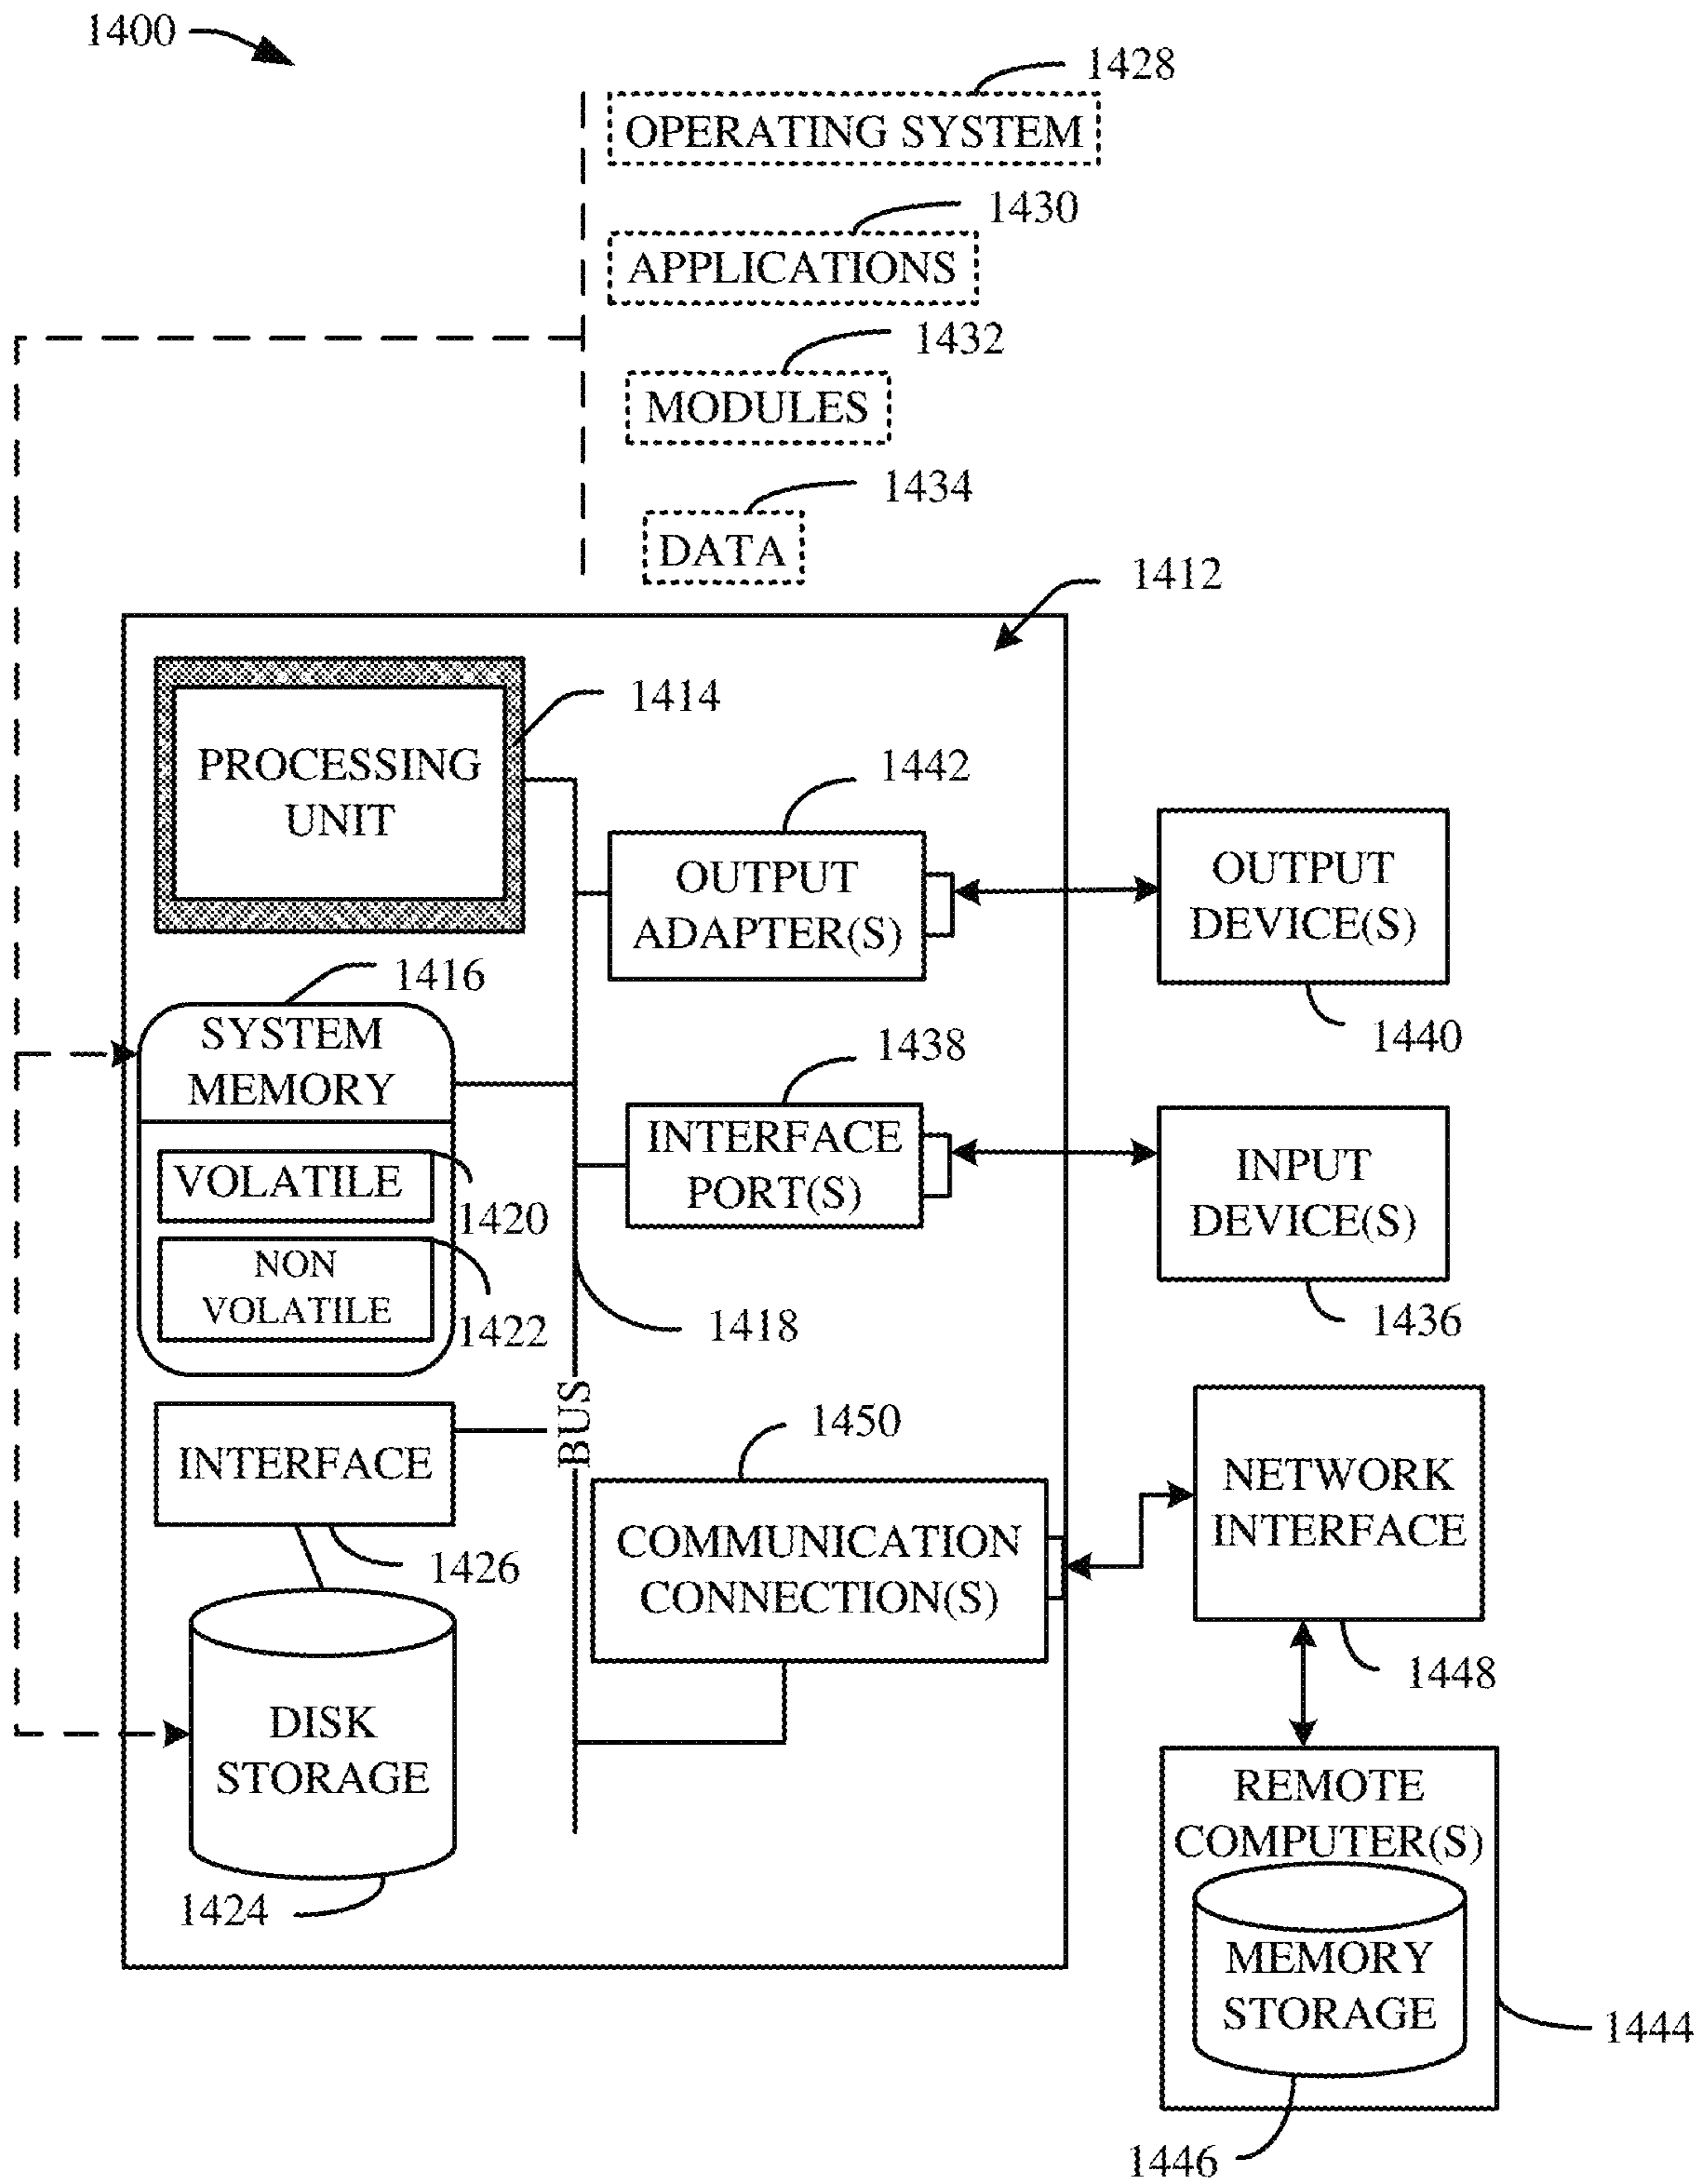 1400
1428
OPERATING SYSTEM
1430
APPLICATIONS
1432
MODULES
1434
DATA
1412
1414
PROCESSING
UNIT
1442
OUTPUT
ADAPTER(S)
OUTPUT
DEVICE(S)
1440
1416
SYSTEM
MEMORY
VOLATILE
1420
NON
VOLATILE
1422
1438
INTERFACE
PORT(S)
INPUT
DEVICE(S)
1436
1418
BUS
INTERFACE
1426
1450
COMMUNICATION
CONNECTION(S)
NETWORK
INTERFACE
1448
DISK
STORAGE
1424
REMOTE
COMPUTER(S)
MEMORY
STORAGE
1444
1446